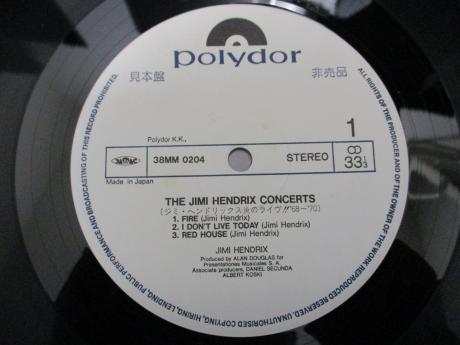 polydor
見本盤
非売品
Polydor K.K.,
1
38MM 0204
STEREO
33⅓
Made in Japan
THE JIMI HENDRIX CONCERTS
(ジミ・ヘンドリックス炎のライヴ!!'68〜'70)
1. FIRE (Jimi Hendrix)
2. I DON'T LIVE TODAY (Jimi Hendrix)
3. RED HOUSE (Jimi Hendrix)
JIMI HENDRIX
Produced by ALAN DOUGLAS for
Presentationes Musicales S. A.
Associate producers, DANIEL SECUNDA
ALBERT KOSKI
ALL RIGHTS OF THE PRODUCER AND OF THE OWNER OF THE WORK REPRODUCED RESERVED. UNAUTHORISED COPYING, HIRING, LENDING, PUBLIC PERFORMANCE AND BROADCASTING OF THIS RECORD PROHIBITED.